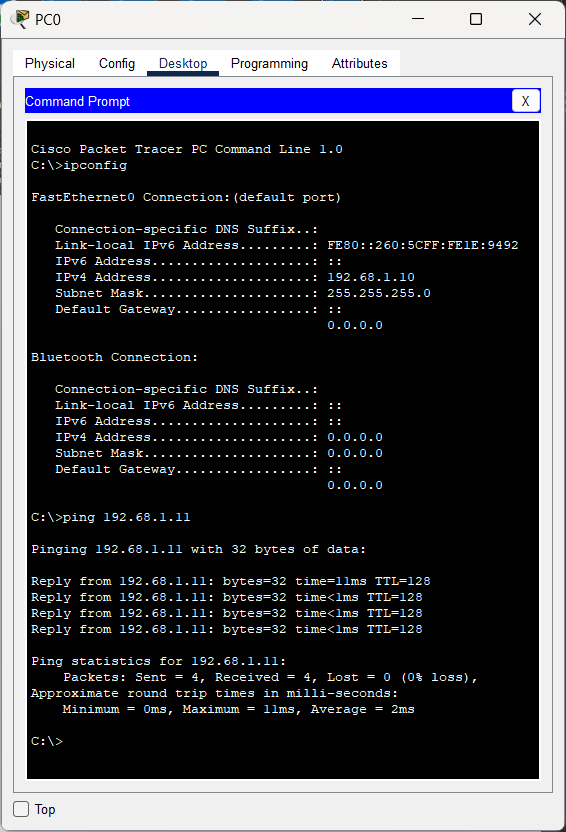 PC0
Physical Config Desktop Programming Attributes
Command Prompt X
Cisco Packet Tracer PC Command Line 1.0
C:\>ipconfig
FastEthernet0 Connection:(default port)
Connection-specific DNS Suffix..:
Link-local IPv6 Address.........: FE80::260:5CFF:FE1E:9492
IPv6 Address....................: ::
IPv4 Address....................: 192.68.1.10
Subnet Mask.....................: 255.255.255.0
Default Gateway.................: ::
0.0.0.0
Bluetooth Connection:
Connection-specific DNS Suffix..:
Link-local IPv6 Address.........: ::
IPv6 Address....................: ::
IPv4 Address....................: 0.0.0.0
Subnet Mask.....................: 0.0.0.0
Default Gateway.................: ::
0.0.0.0
C:\>ping 192.68.1.11
Pinging 192.68.1.11 with 32 bytes of data:
Reply from 192.68.1.11: bytes=32 time=11ms TTL=128
Reply from 192.68.1.11: bytes=32 time<1ms TTL=128
Reply from 192.68.1.11: bytes=32 time<1ms TTL=128
Reply from 192.68.1.11: bytes=32 time<1ms TTL=128
Ping statistics for 192.68.1.11:
Packets: Sent = 4, Received = 4, Lost = 0 (0% loss),
Approximate round trip times in milli-seconds:
Minimum = 0ms, Maximum = 11ms, Average = 2ms
C:\>
Top